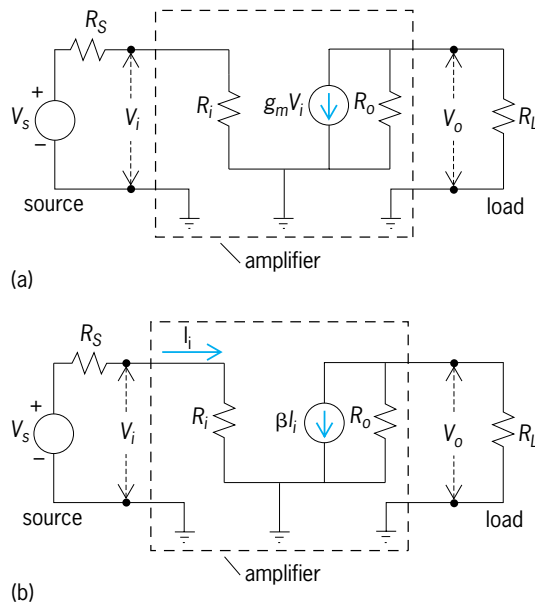 R_S
+
V_s
−
V_i
R_i
g_mV_i
R_o
V_o
R_L
source
load
amplifier
(a)
R_S
I_i
+
V_s
−
V_i
R_i
βI_i
R_o
V_o
R_L
source
load
amplifier
(b)